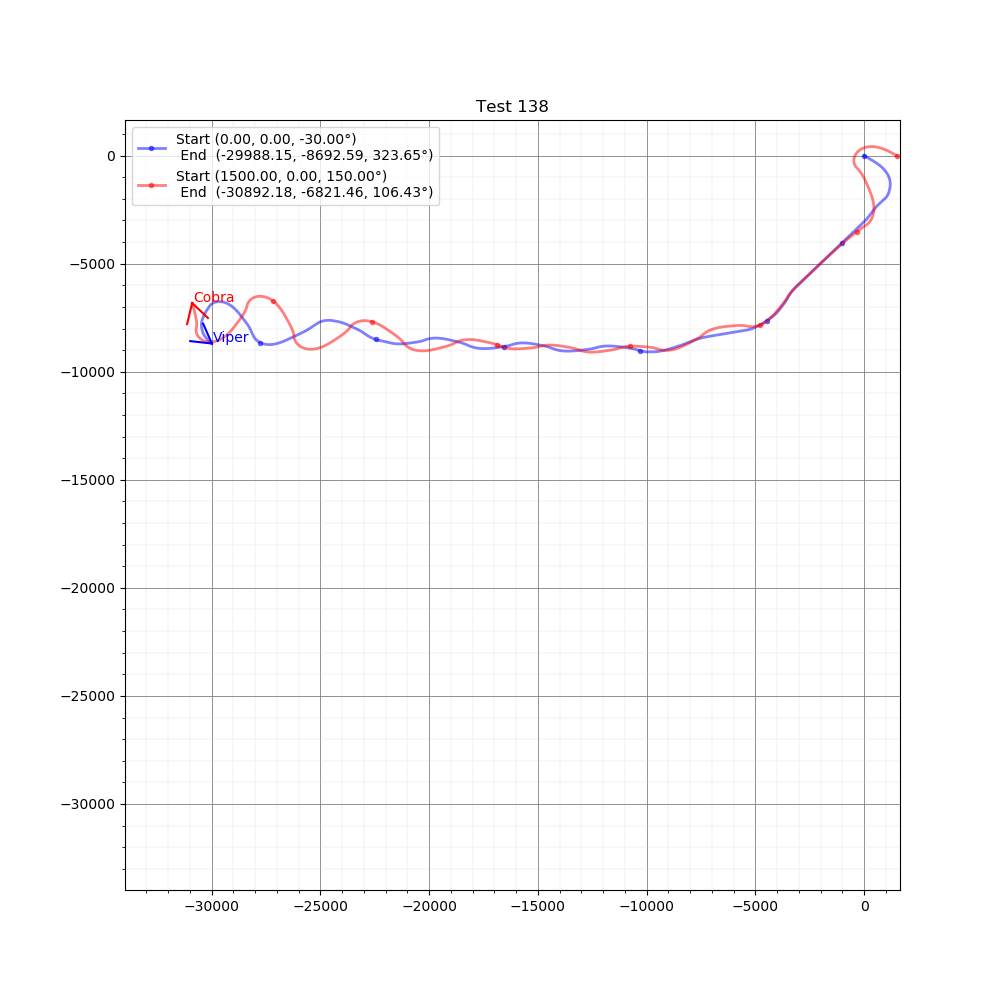 Test 138
Start (0.00, 0.00, -30.00°)
End (-29988.15, -8692.59, 323.65°)
Start (1500.00, 0.00, 150.00°)
End (-30892.18, -6821.46, 106.43°)
0
−5000
−10000
−15000
−20000
−25000
−30000
Cobra
Viper
−30000 −25000 −20000 −15000 −10000 −5000 0